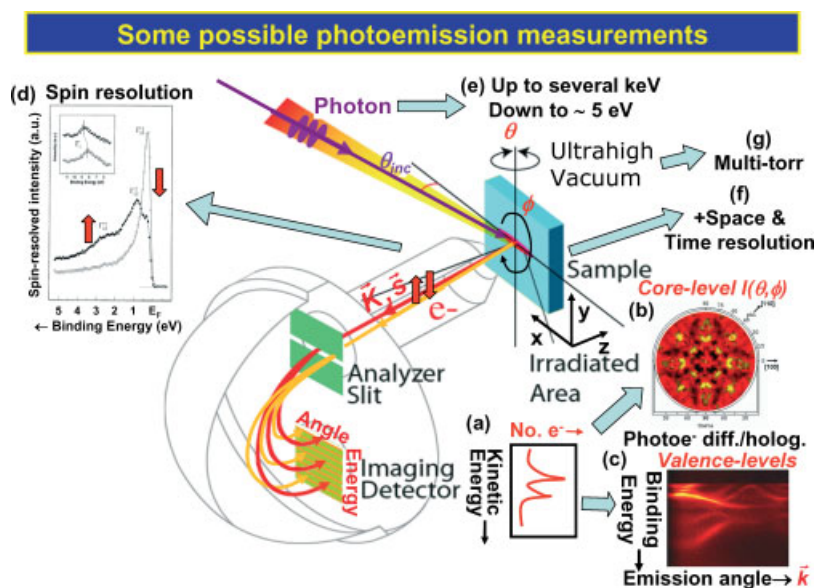 Some possible photoemission measurements
(d) Spin resolution
Spin-resolved intensity (a.u.)
5 4 3 2 1 E_F
← Binding Energy (eV)
Photon
θinc
(e) Up to several keV
Down to ~ 5 eV
θ
Ultrahigh
Vacuum
(g)
Multi-torr
(f)
+Space &
Time resolution
ϕ
Sample
K, s
e-
y
x
z
Irradiated
Area
Analyzer
Slit
Angle
Energy
Imaging
Detector
Core-level I(θ,ϕ)
(b)
[110]
[100]
Photoe- diff./holog.
(a)
No. e-→
Kinetic
Energy
(c)
Valence-levels
Binding
Energy
Emission angle→ k